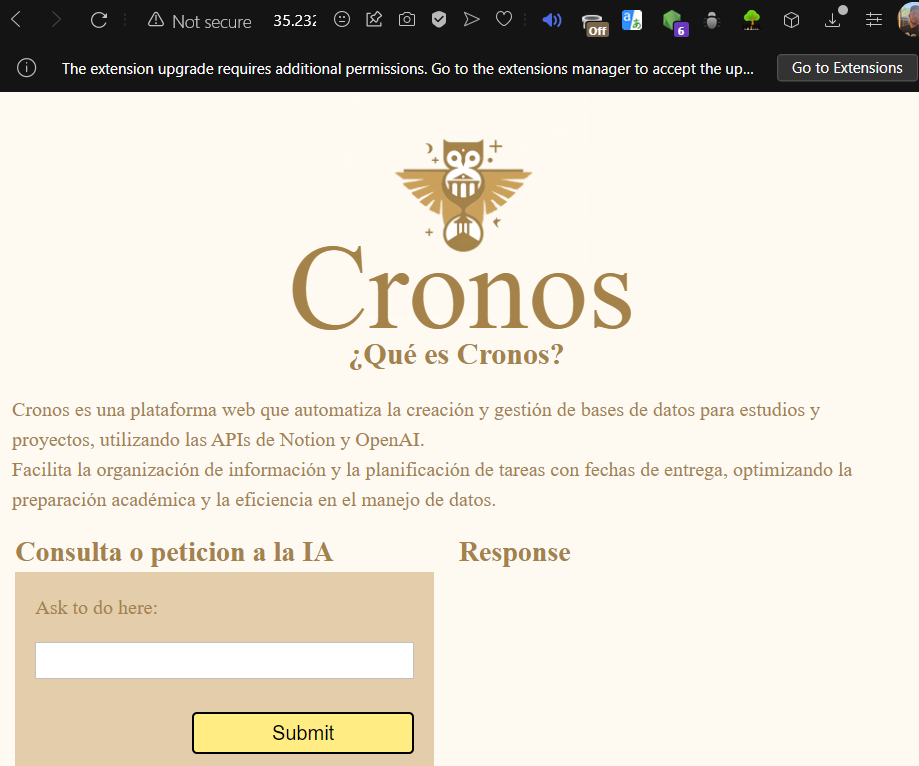 Not secure
35.232
Off
6
The extension upgrade requires additional permissions. Go to the extensions manager to accept the up...
Go to Extensions
Cronos
¿Qué es Cronos?
Cronos es una plataforma web que automatiza la creación y gestión de bases de datos para estudios y
proyectos, utilizando las APIs de Notion y OpenAI.
Facilita la organización de información y la planificación de tareas con fechas de entrega, optimizando la
preparación académica y la eficiencia en el manejo de datos.
Consulta o peticion a la IA
Response
Ask to do here:
Submit